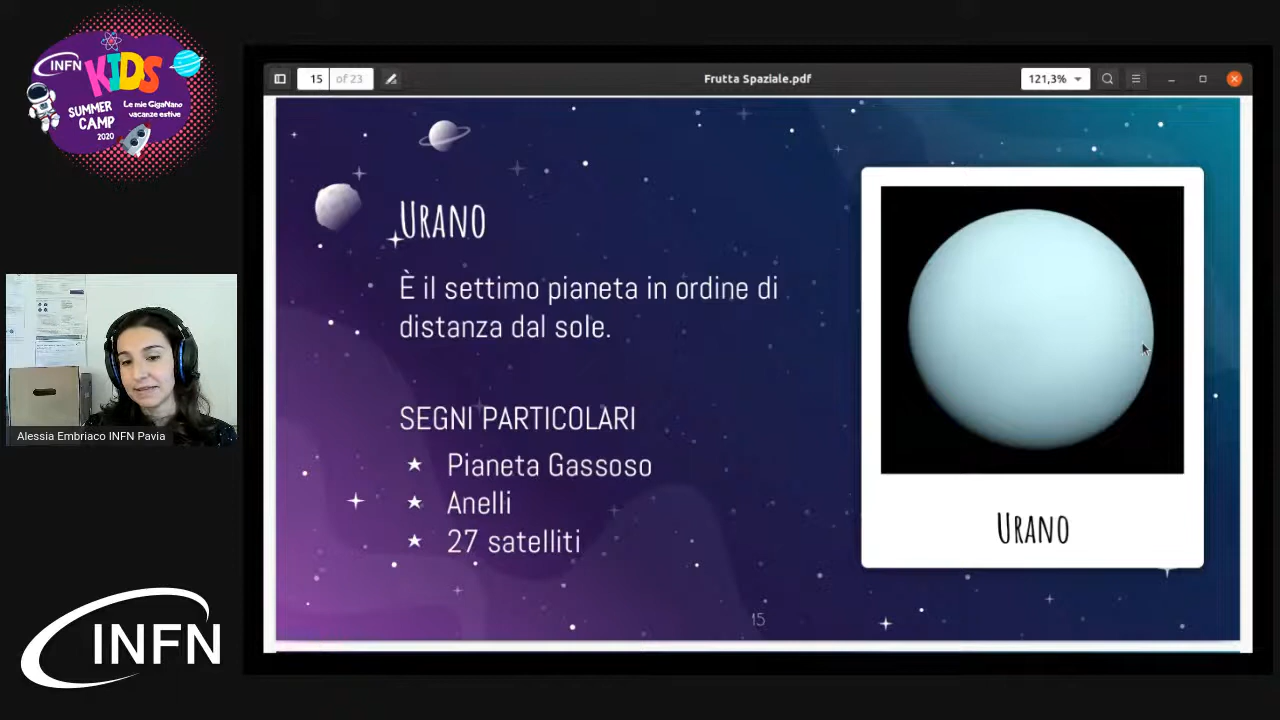 INFN
KIDS
SUMMER
CAMP
2020
Le mie GigaNano
vacanze estive
15 of 23
Frutta Spaziale.pdf
121,3%
URANO
È il settimo pianeta in ordine di
distanza dal sole.
SEGNI PARTICOLARI
★ Pianeta Gassoso
★ Anelli
★ 27 satelliti
URANO
15
Alessia Embriaco INFN Pavia
INFN